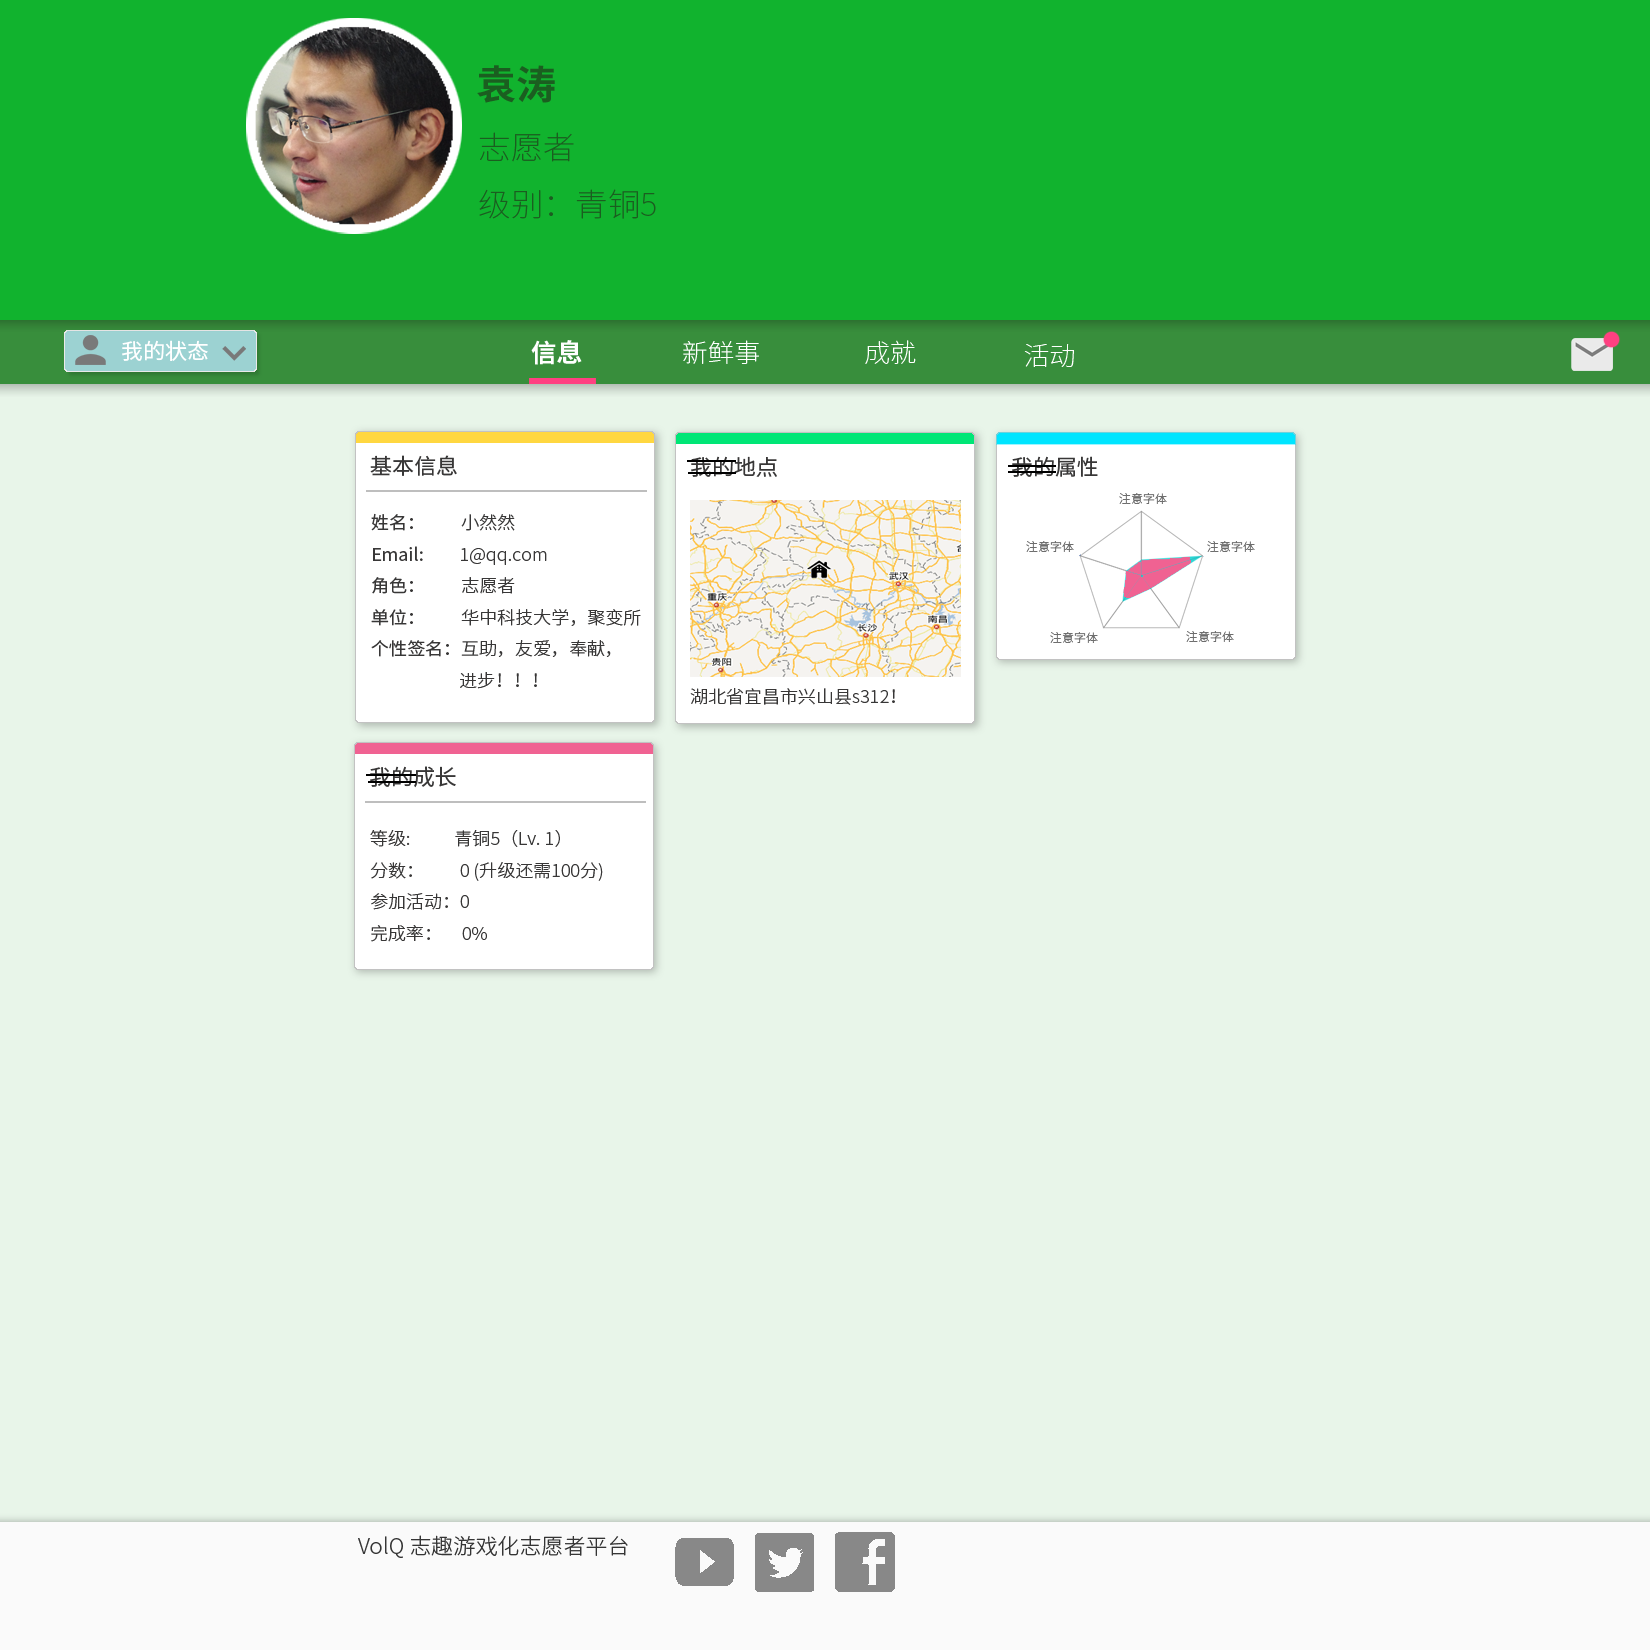 袁涛
志愿者
级别：青铜5
我的状态
信息
新鲜事
成就
活动
基本信息
姓名： 小然然
Email: 1@qq.com
角色： 志愿者
单位： 华中科技大学，聚变所
个性签名：互助，友爱，奉献，
进步！！！
我的地点
武汉
重庆
长沙
南昌
贵阳
湖北省宜昌市兴山县s312！
我的属性
注意字体
注意字体
注意字体
注意字体
注意字体
我的成长
等级: 青铜5（Lv. 1）
分数： 0 (升级还需100分)
参加活动：0
完成率： 0%
VolQ 志趣游戏化志愿者平台